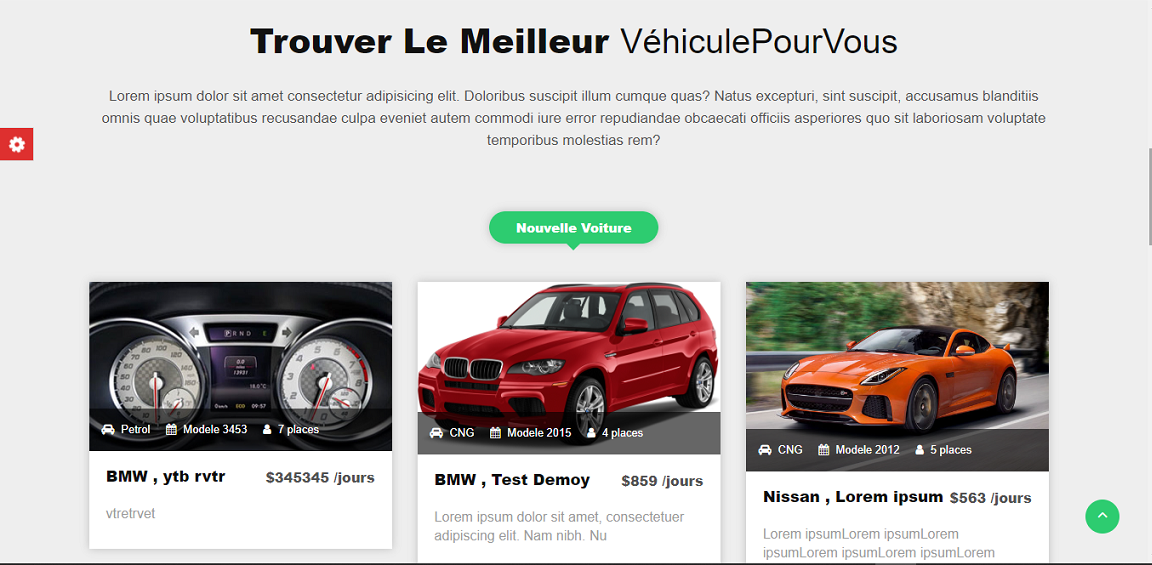 Trouver Le Meilleur VéhiculePourVous
Lorem ipsum dolor sit amet consectetur adipisicing elit. Doloribus suscipit illum cumque quas? Natus excepturi, sint suscipit, accusamus blanditiis
omnis quae voluptatibus recusandae culpa eveniet autem commodi iure error repudiandae obcaecati officiis asperiores quo sit laboriosam voluptate
temporibus molestias rem?
Nouvelle Voiture
Petrol Modele 3453 7 places
BMW , ytb rvtr $345345 /jours
vtretrvet
CNG Modele 2015 4 places
BMW , Test Demoy $859 /jours
Lorem ipsum dolor sit amet, consectetuer
adipiscing elit. Nam nibh. Nu
CNG Modele 2012 5 places
Nissan , Lorem ipsum $563 /jours
Lorem ipsumLorem ipsumLorem
ipsumLorem ipsumLorem ipsumLorem